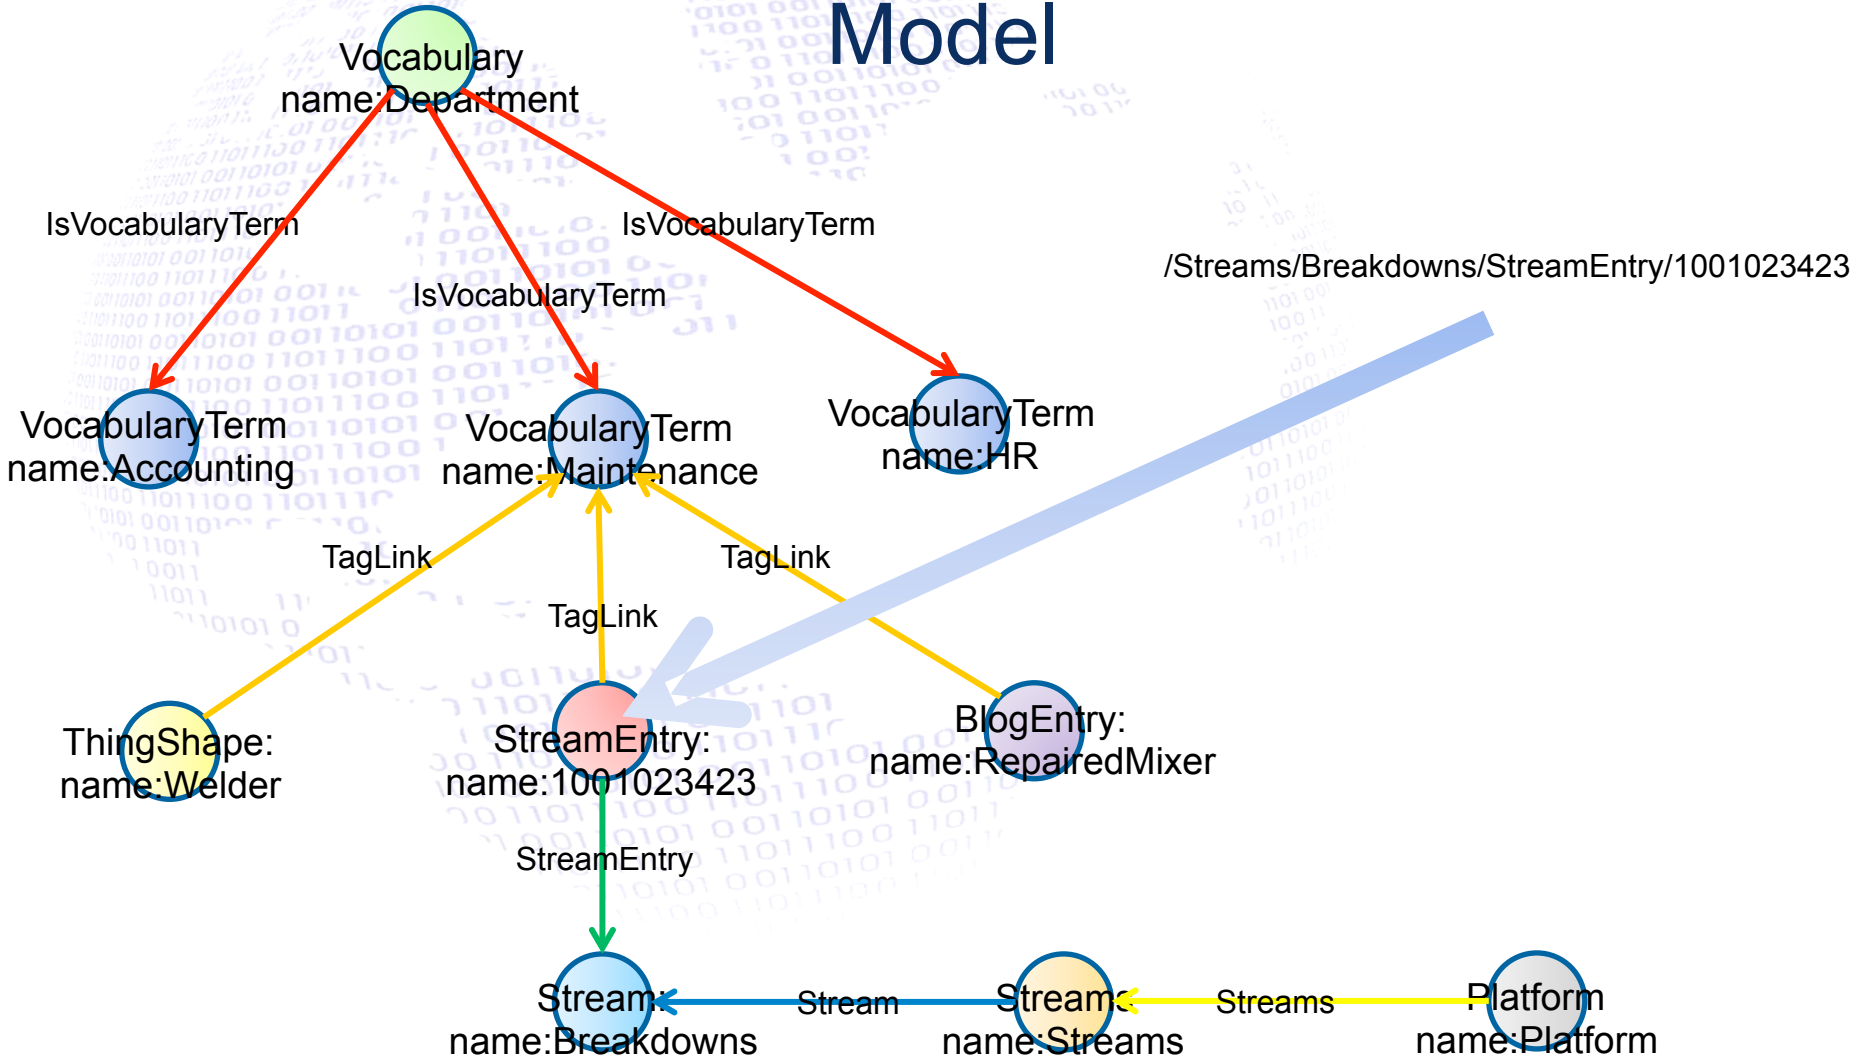 Model
Vocabulary
name:Department
IsVocabularyTerm
IsVocabularyTerm
IsVocabularyTerm
/Streams/Breakdowns/StreamEntry/1001023423
VocabularyTerm
name:Accounting
VocabularyTerm
name:Maintenance
VocabularyTerm
name:HR
TagLink
TagLink
TagLink
ThingShape:
name:Welder
StreamEntry:
name:1001023423
BlogEntry:
name:RepairedMixer
StreamEntry
Stream:
name:Breakdowns
Stream
Streams
name:Streams
Streams
Platform
name:Platform